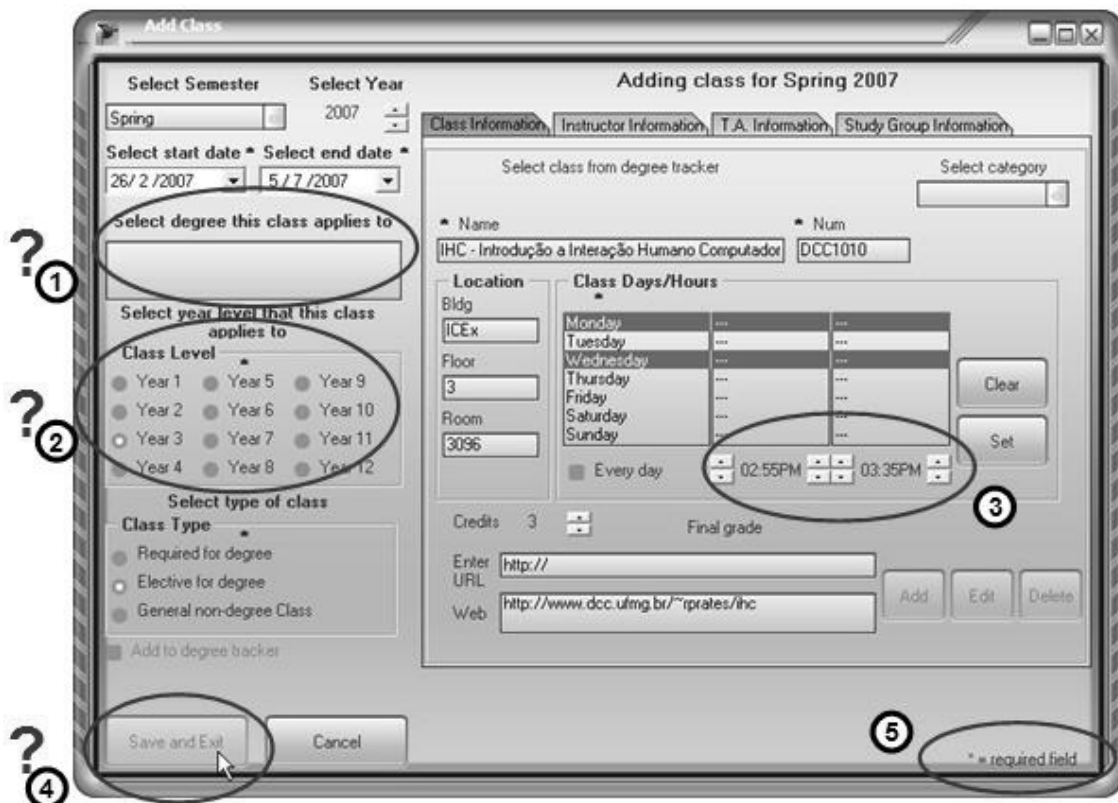 Add Class
Select Semester Select Year
Spring 2007
Select start date * Select end date *
26/ 2 /2007 5 / 7 /2007
Select degree this class applies to
? 1
Select year level that this class
applies to
Class Level *
Year 1 Year 5 Year 9
Year 2 Year 6 Year 10
Year 3 Year 7 Year 11
Year 4 Year 8 Year 12
? 2
Select type of class
Class Type *
Required for degree
Elective for degree
General non-degree Class
Add to degree tracker
Save and Exit Cancel
? 4
Adding class for Spring 2007
Class Information Instructor Information T.A. Information Study Group Information
Select class from degree tracker Select category
* Name * Num
IHC - Introdução a Interação Humano Computador DCC1010
Location
Bldg
ICEx
Floor
3
Room
3096
Class Days/Hours
*
Monday --- ---
Tuesday --- ---
Wednesday --- ---
Thursday --- ---
Friday --- ---
Saturday --- ---
Sunday --- ---
Clear
Set
Every day 02:55PM 03:35PM
3
Credits 3 Final grade
Enter
URL
http://
Web
http://www.dcc.ufmg.br/~rprates/ihc
Add Edit Delete
5
* = required field